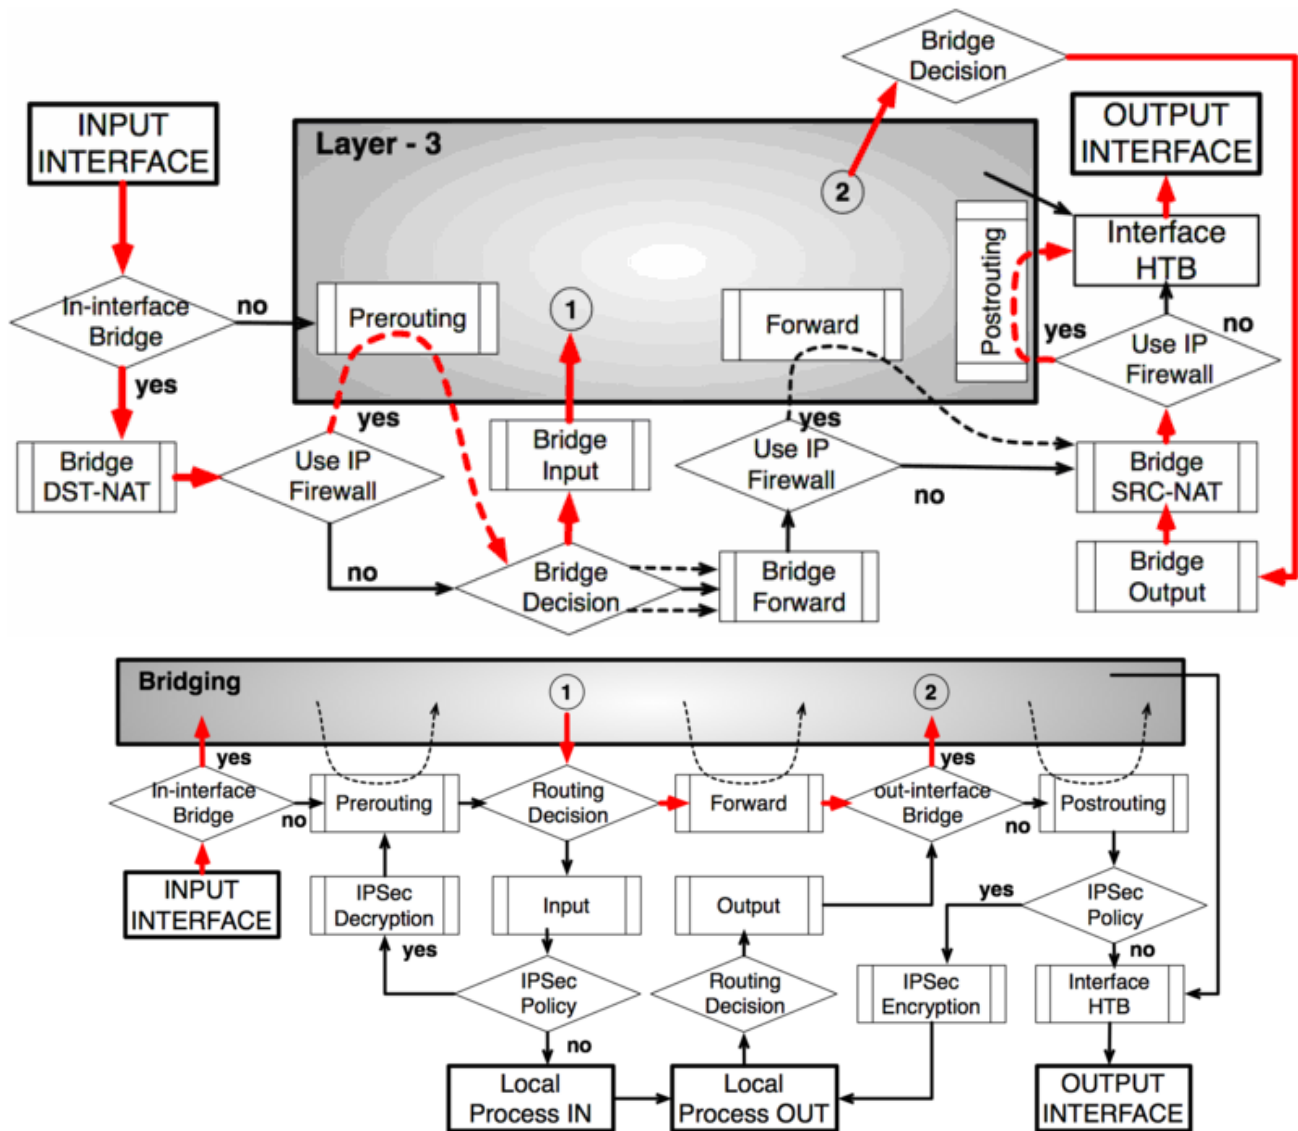 Bridge
Decision
INPUT
INTERFACE
OUTPUT
INTERFACE
Layer - 3
2
Interface
HTB
Postrouting
In-interface
Bridge
no
Prerouting
1
Forward
yes
no
Use IP
Firewall
yes
yes
yes
Bridge
DST-NAT
Use IP
Firewall
Bridge
Input
Use IP
Firewall
no
Bridge
SRC-NAT
no
Bridge
Decision
Bridge
Forward
Bridge
Output
Bridging
1
2
yes
yes
In-interface
Bridge
no
Prerouting
Routing
Decision
Forward
out-interface
Bridge
no
Postrouting
INPUT
INTERFACE
IPSec
Decryption
Input
Output
yes
IPSec
Policy
yes
no
IPSec
Policy
Routing
Decision
IPSec
Encryption
Interface
HTB
no
Local
Process IN
Local
Process OUT
OUTPUT
INTERFACE